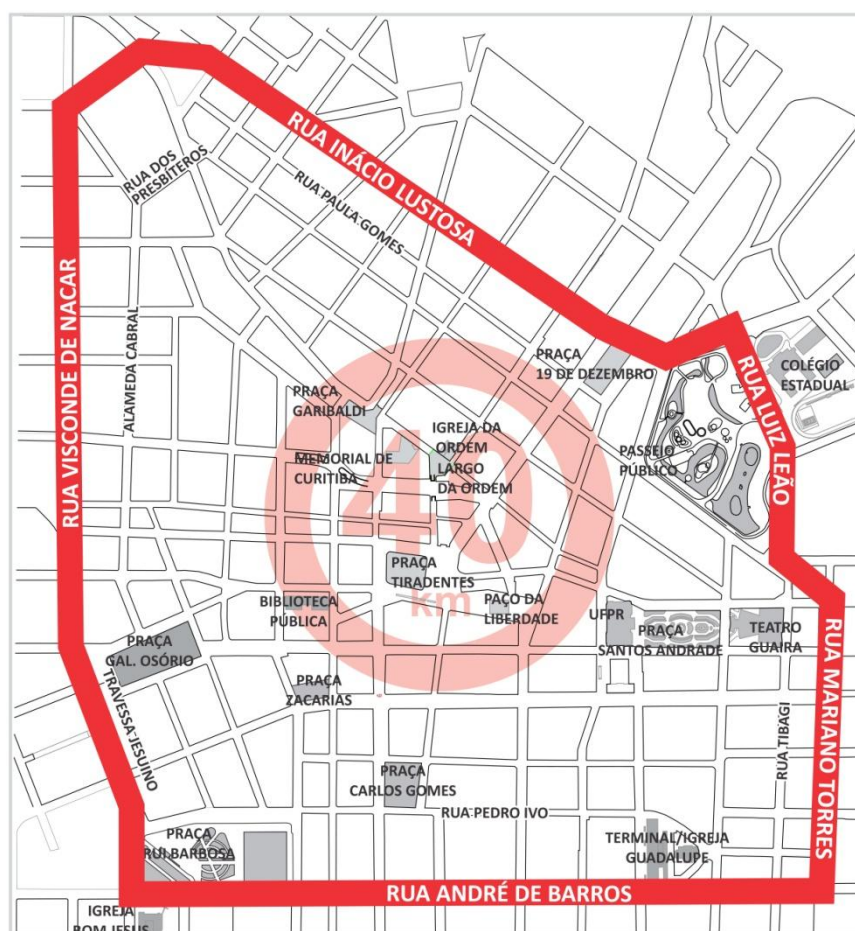 RUA INÁCIO LUSTOSA
RUA DOS
PRESBÍTEROS
RUA PAULA GOMES
RUA VISCONDE DE NACAR
ALAMEDA CABRAL
PRAÇA
19 DE DEZEMBRO
RUA LUIZ LEÃO
COLÉGIO
ESTADUAL
PRAÇA
GARIBALDI
IGREJA DA
ORDEM
LARGO
DA ORDEM
MEMORIAL DE
CURITIBA
PASSEIO
PÚBLICO
40
km
PRAÇA
TIRADENTES
BIBLIOTECA
PÚBLICA
PAÇO DA
LIBERDADE
UFPR
PRAÇA
SANTOS ANDRADE
TEATRO
GUAIRA
PRAÇA
GAL. OSÓRIO
PRAÇA
ZACARIAS
TRAVESSA JESUINO
RUA TIBAGI
RUA MARIANO TORRES
PRAÇA
CARLOS GOMES
RUA PEDRO IVO
PRAÇA
RUI BARBOSA
TERMINAL/IGREJA
GUADALUPE
RUA ANDRÉ DE BARROS
IGREJA
BOM JESUS